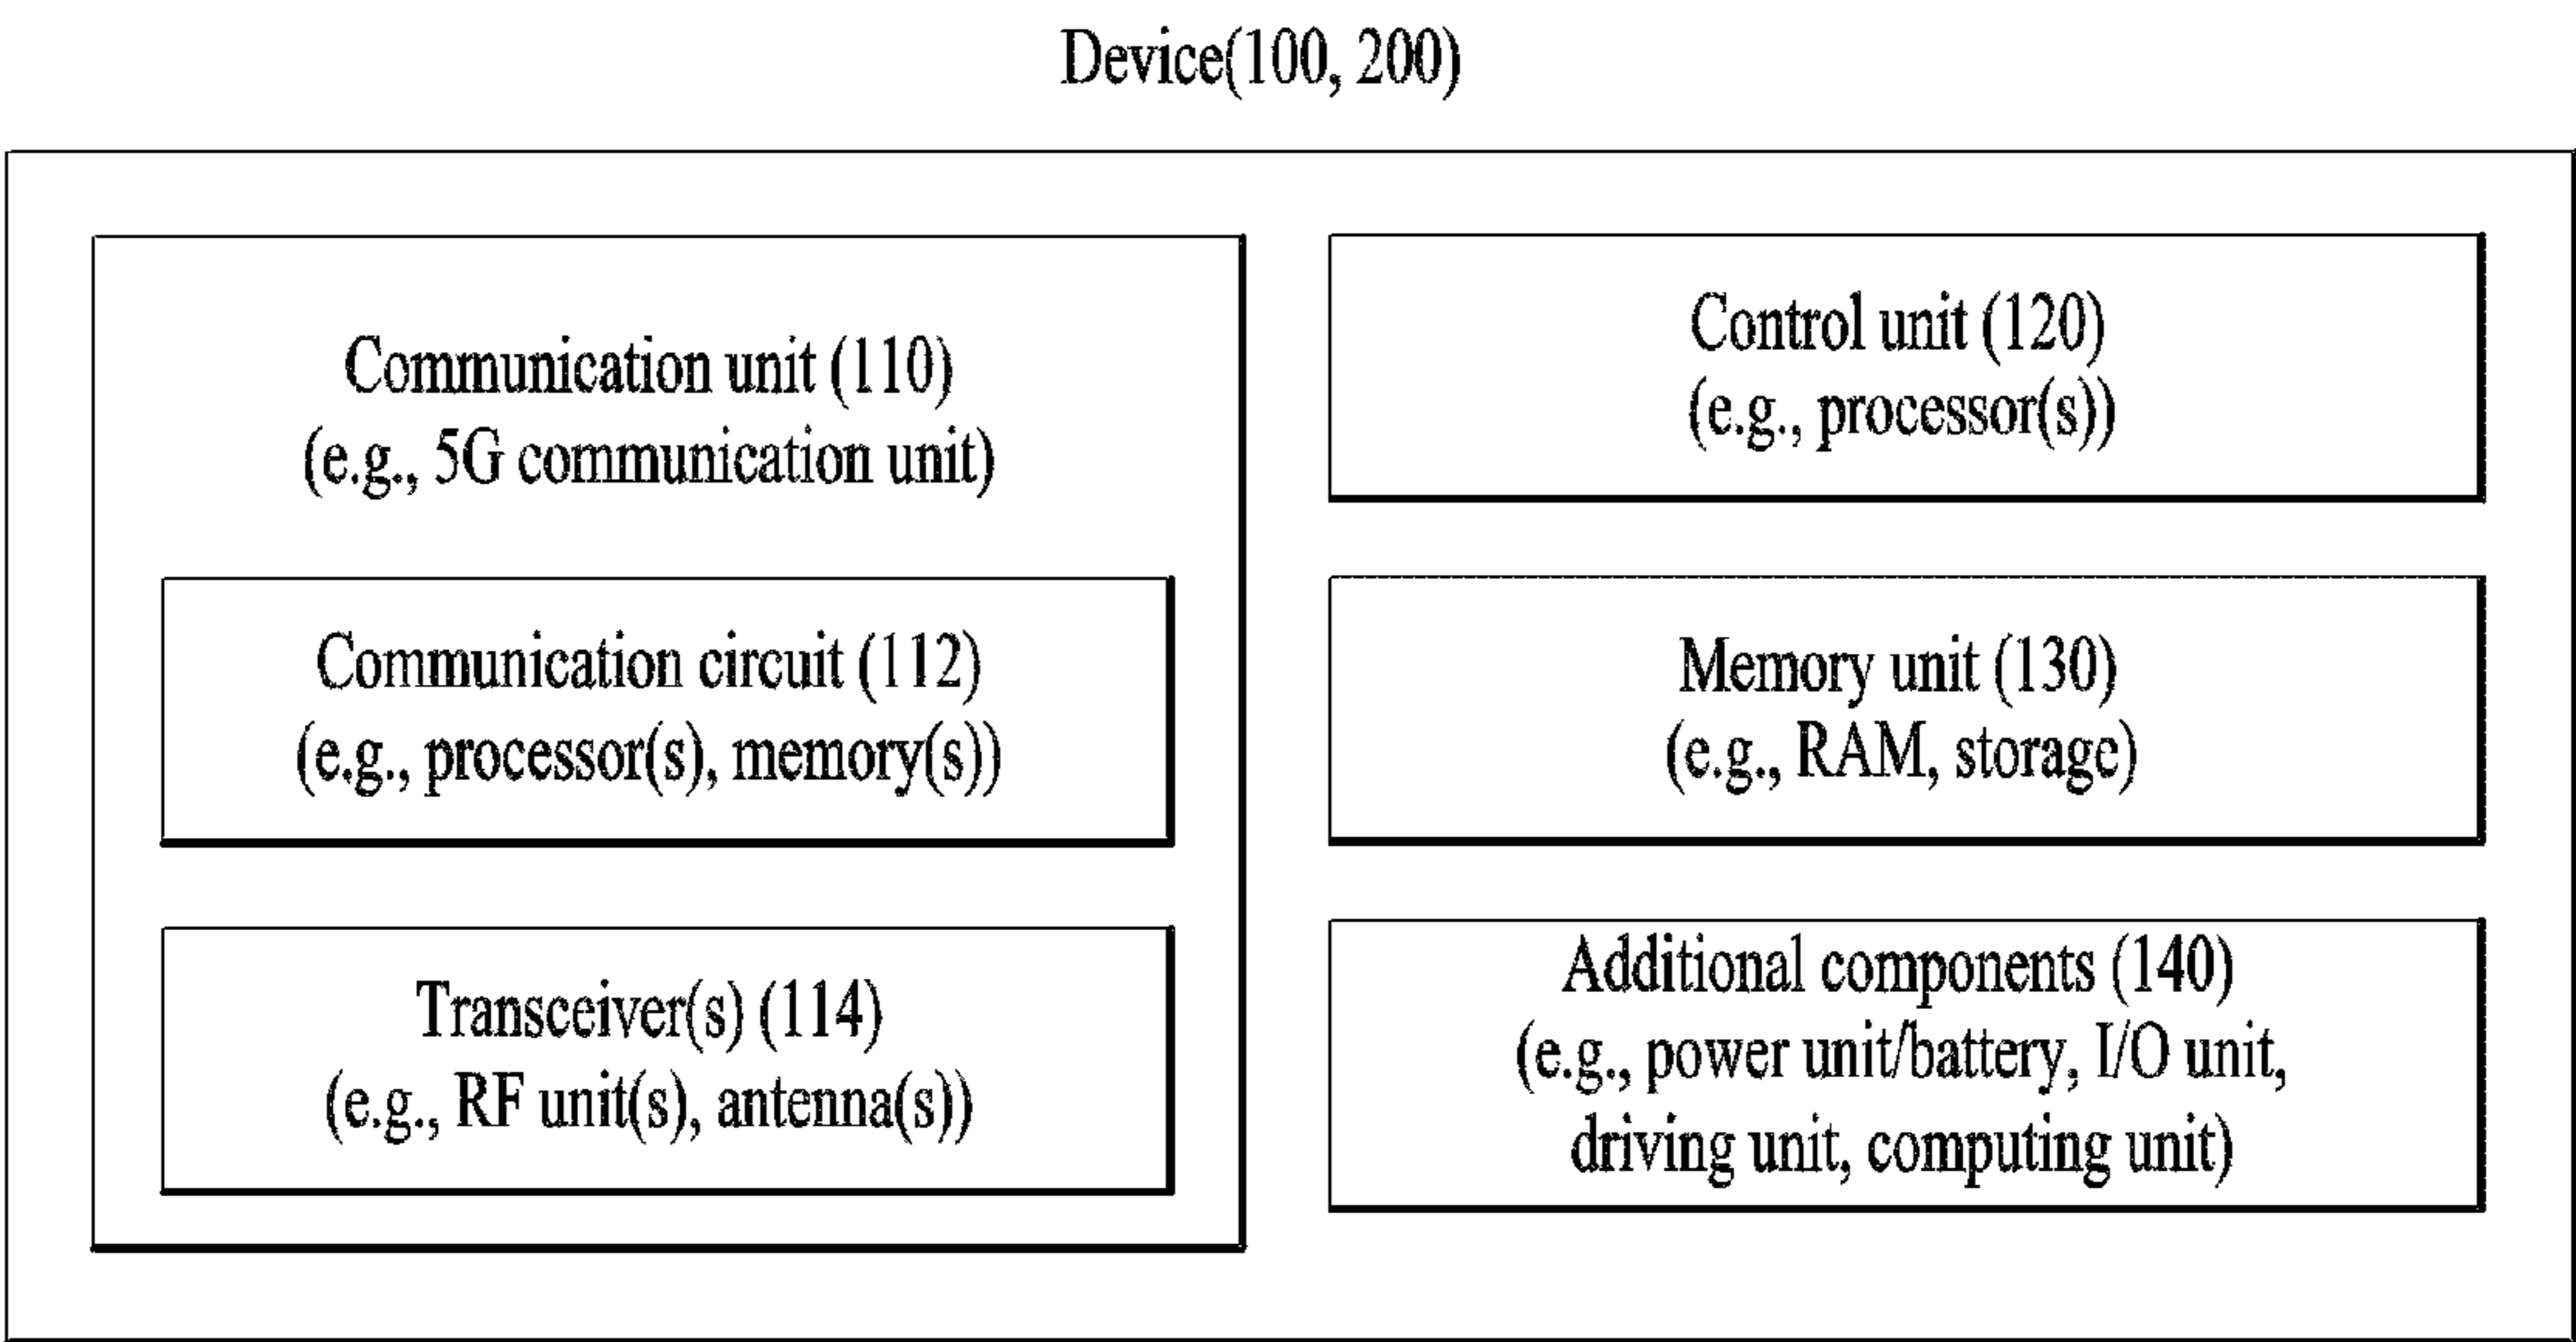 Device(100, 200)
Communication unit (110)
(e.g., 5G communication unit)
Communication circuit (112)
(e.g., processor(s), memory(s))
Transceiver(s) (114)
(e.g., RF unit(s), antenna(s))
Control unit (120)
(e.g., processor(s))
Memory unit (130)
(e.g., RAM, storage)
Additional components (140)
(e.g., power unit/battery, I/O unit,
driving unit, computing unit)